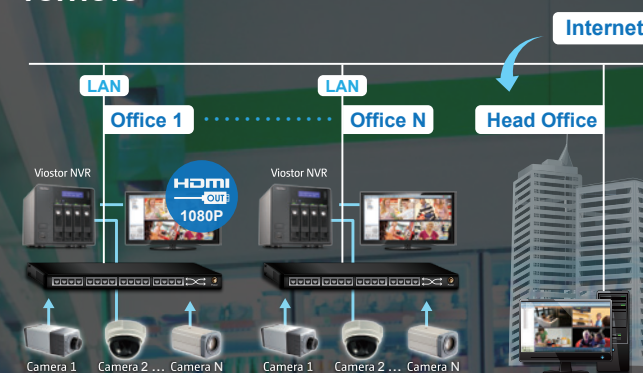 Internet
LAN
LAN
Office 1
Office N
Head Office
Viostor NVR
HDMI
OUT
1080P
Viostor NVR
Camera 1
Camera 2 ... Camera N
Camera 1
Camera 2 ... Camera N